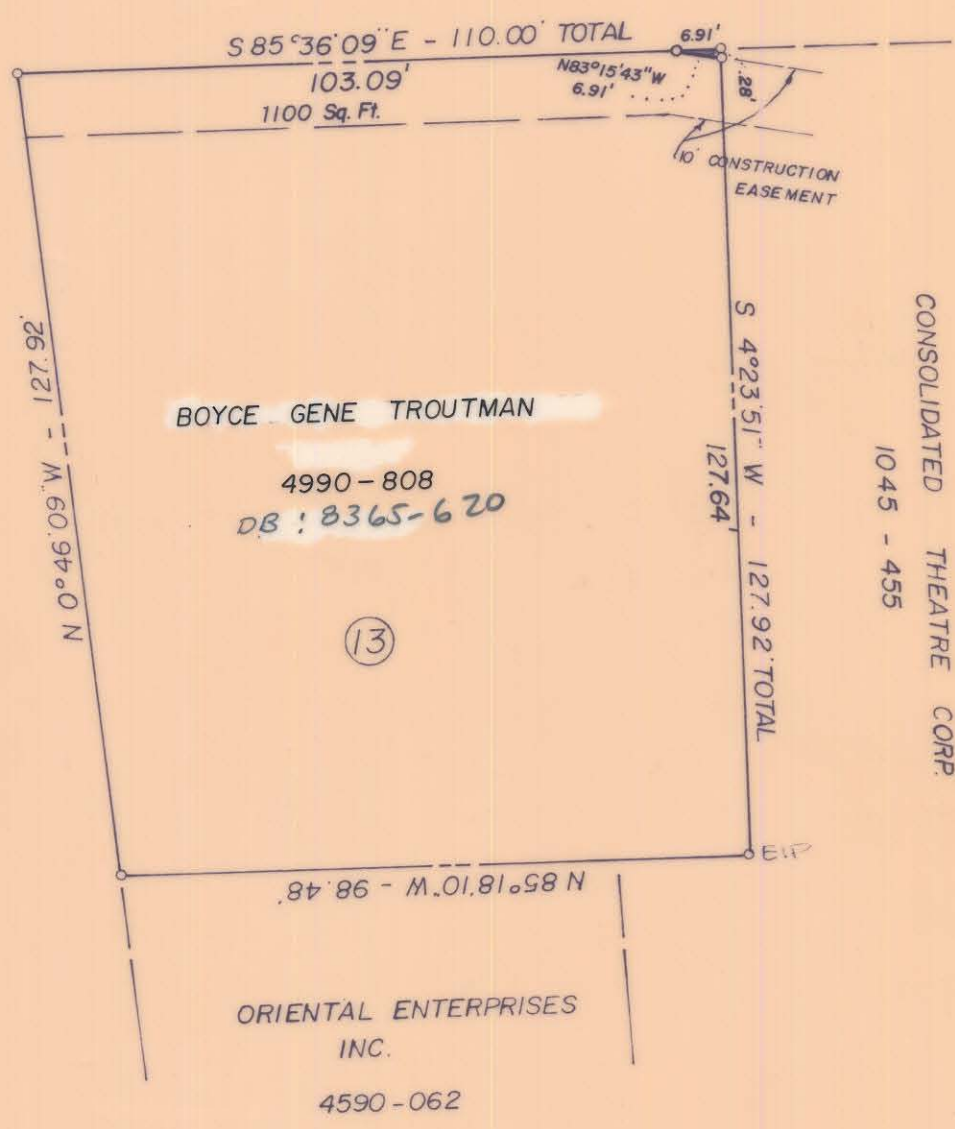 S 85°36'09"E - 110.00' TOTAL
6.91'
103.09'
N83°15'43"W
6.91'
.28'
1100 Sq. Ft.
10' CONSTRUCTION
EASEMENT
N 0°46'09"W - 127.92'
S 4°23'51" W - 127.92' TOTAL
127.64'
CONSOLIDATED THEATRE CORP.
1045 - 455
BOYCE GENE TROUTMAN
4990-808
DB: 8365-620
13
EIP
N 85°18'10"W - 98.48'
ORIENTAL ENTERPRISES
INC.
4590-062